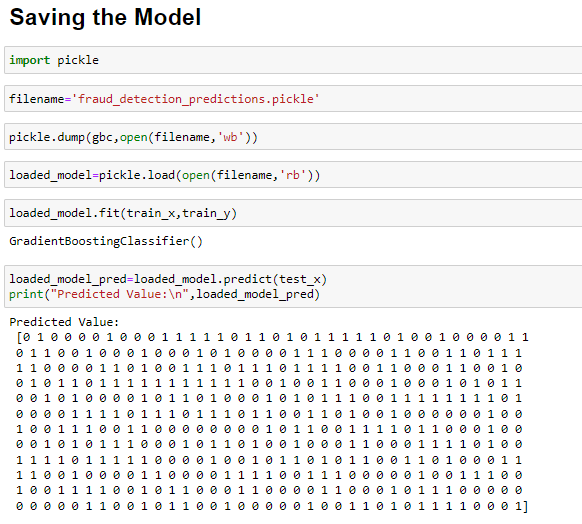 Saving the Model
import pickle
filename='fraud_detection_predictions.pickle'
pickle.dump(gbc,open(filename,'wb'))
loaded_model=pickle.load(open(filename,'rb'))
loaded_model.fit(train_x,train_y)
GradientBoostingClassifier()
loaded_model_pred=loaded_model.predict(test_x)
print("Predicted Value:\n",loaded_model_pred)
Predicted Value:
[0 1 0 0 0 0 1 0 0 0 1 1 1 1 1 0 1 1 0 1 0 1 1 1 1 1 0 1 0 0 1 0 0 0 0 1 1
0 1 1 0 0 1 0 0 0 1 0 0 0 1 0 1 0 0 0 0 1 1 1 0 0 0 0 1 1 0 0 1 1 0 1 1 1
1 1 0 0 0 0 1 1 0 1 0 0 1 1 1 0 1 1 1 0 1 1 1 0 0 1 1 0 0 0 1 1 0 0 1 0
0 1 0 1 1 0 1 1 1 1 1 1 1 1 1 1 0 0 1 0 0 1 1 0 0 0 1 0 0 0 1 0 1 0 1 1
0 0 1 0 1 0 0 0 0 1 0 1 1 0 1 0 0 0 1 0 1 0 1 1 1 0 0 1 1 1 1 1 1 1 0 1
0 0 0 0 1 1 1 1 0 1 1 1 0 1 1 1 0 1 1 0 0 1 1 0 1 0 0 1 0 0 0 0 0 1 0 0
1 0 0 1 1 1 0 0 1 1 0 0 0 0 0 0 0 0 1 0 1 1 0 0 1 1 1 1 0 1 1 0 0 0 1 0
0 0 1 0 1 0 1 1 1 0 0 0 1 0 1 1 0 1 0 0 1 0 0 0 1 1 0 0 0 1 1 1 1 0 1 0 0
1 1 1 1 0 1 1 1 1 1 0 0 0 0 1 0 0 1 0 1 1 0 1 0 1 1 0 0 1 1 0 1 0 0 0 1 1
1 1 0 0 1 0 0 0 0 1 1 0 0 0 1 1 1 1 0 0 1 1 1 0 0 0 0 0 1 0 0 1 1 1 0 0
1 0 0 1 1 1 1 0 0 1 0 1 1 0 0 0 1 1 0 0 0 0 1 1 0 0 0 1 0 1 1 1 0 0 0 0 0
0 0 0 0 0 1 1 0 0 1 0 1 1 0 0 1 0 0 0 0 0 1 0 0 1 1 0 1 0 1 1 1 1 0 0 0 1]